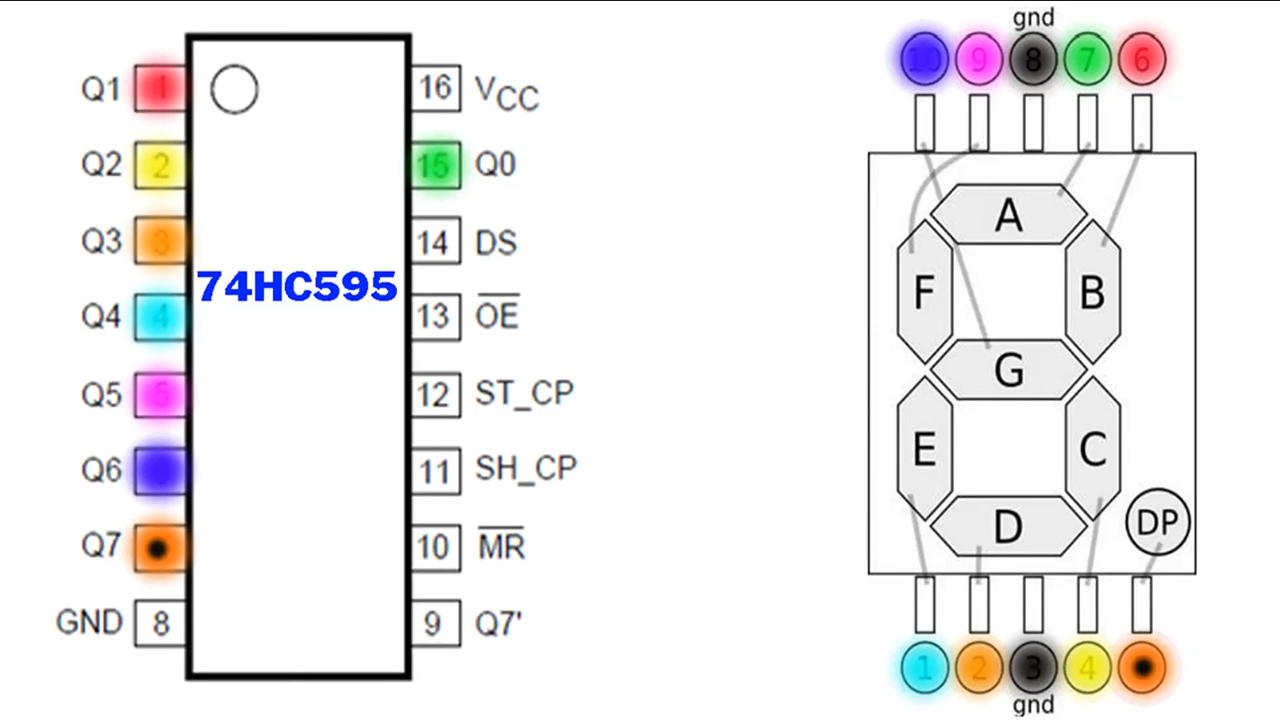 Q1 1
Q2 2
Q3 3
Q4 4
Q5 5
Q6
Q7
GND 8
74HC595
16 VCC
15 Q0
14 DS
13 OE
12 ST_CP
11 SH_CP
10 MR
9 Q7'
gnd
10 9 8 7 6
A
F B
G
E C
D DP
1 2 3 4
gnd